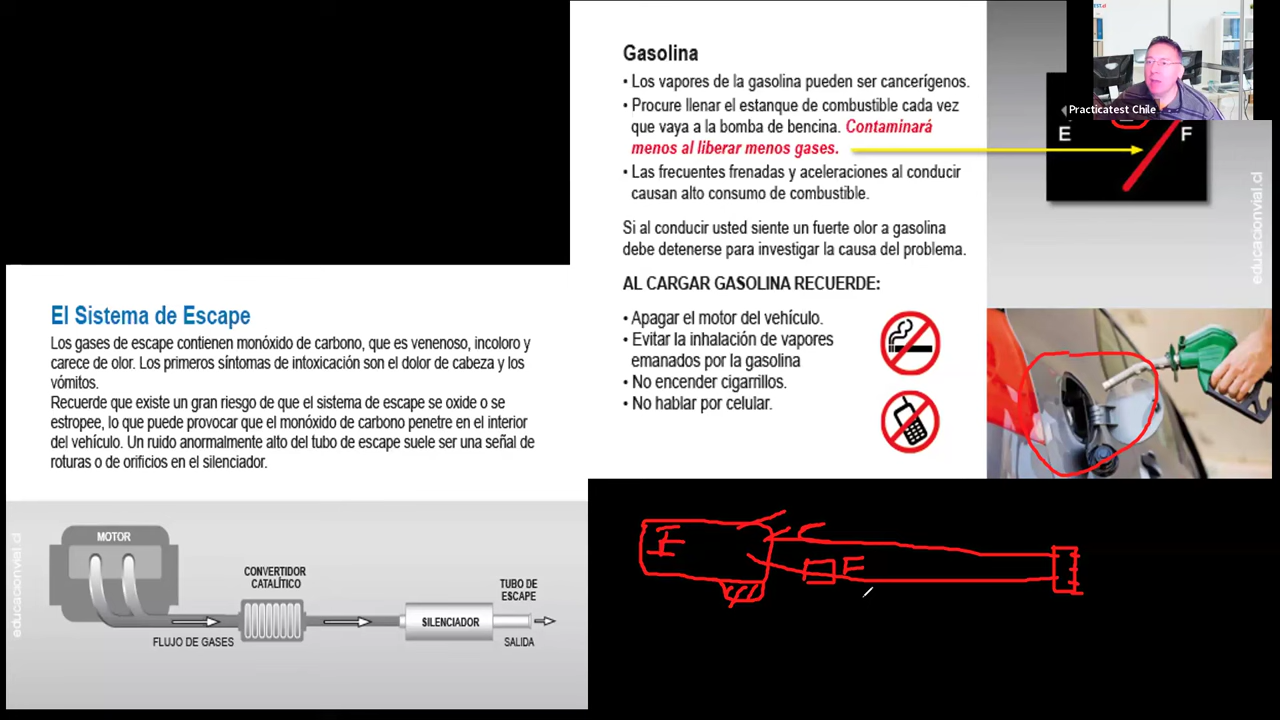 Gasolina
• Los vapores de la gasolina pueden ser cancerígenos.
• Procure llenar el estanque de combustible cada vez
que vaya a la bomba de bencina. Contaminará
menos al liberar menos gases.
• Las frecuentes frenadas y aceleraciones al conducir
causan alto consumo de combustible.
Si al conducir usted siente un fuerte olor a gasolina
debe detenerse para investigar la causa del problema.
AL CARGAR GASOLINA RECUERDE:
• Apagar el motor del vehículo.
• Evitar la inhalación de vapores
emanados por la gasolina
• No encender cigarrillos.
• No hablar por celular.
Practicatest Chile
E
F
educacionvial.cl
El Sistema de Escape
Los gases de escape contienen monóxido de carbono, que es venenoso, incoloro y
carece de olor. Los primeros síntomas de intoxicación son el dolor de cabeza y los
vómitos.
Recuerde que existe un gran riesgo de que el sistema de escape se oxide o se
estropee, lo que puede provocar que el monóxido de carbono penetre en el interior
del vehículo. Un ruido anormalmente alto del tubo de escape suele ser una señal de
roturas o de orificios en el silenciador.
MOTOR
CONVERTIDOR
CATALÍTICO
TUBO DE
ESCAPE
SILENCIADOR
FLUJO DE GASES
SALIDA
educacionvial.cl
E
C
F